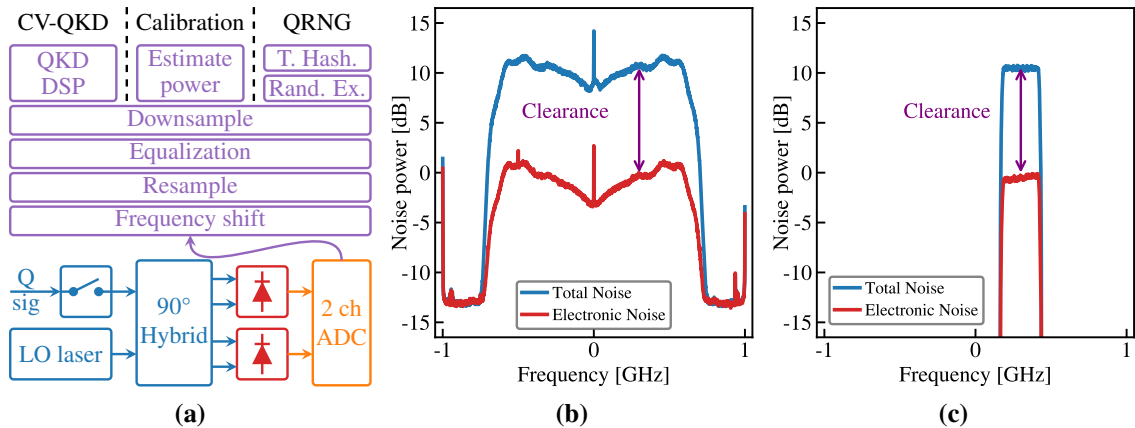 CV-QKD Calibration QRNG
QKD
DSP
Estimate
power
T. Hash.
Rand. Ex.
Downsample
Equalization
Resample
Frequency shift
Q
sig
LO laser
90°
Hybrid
2 ch
ADC
(a)
Noise power [dB]
15
10
5
0
-5
-10
-15
Clearance
Total Noise
Electronic Noise
-1 0 1
Frequency [GHz]
(b)
Noise power [dB]
15
10
5
0
-5
-10
-15
Clearance
Total Noise
Electronic Noise
-1 0 1
Frequency [GHz]
(c)